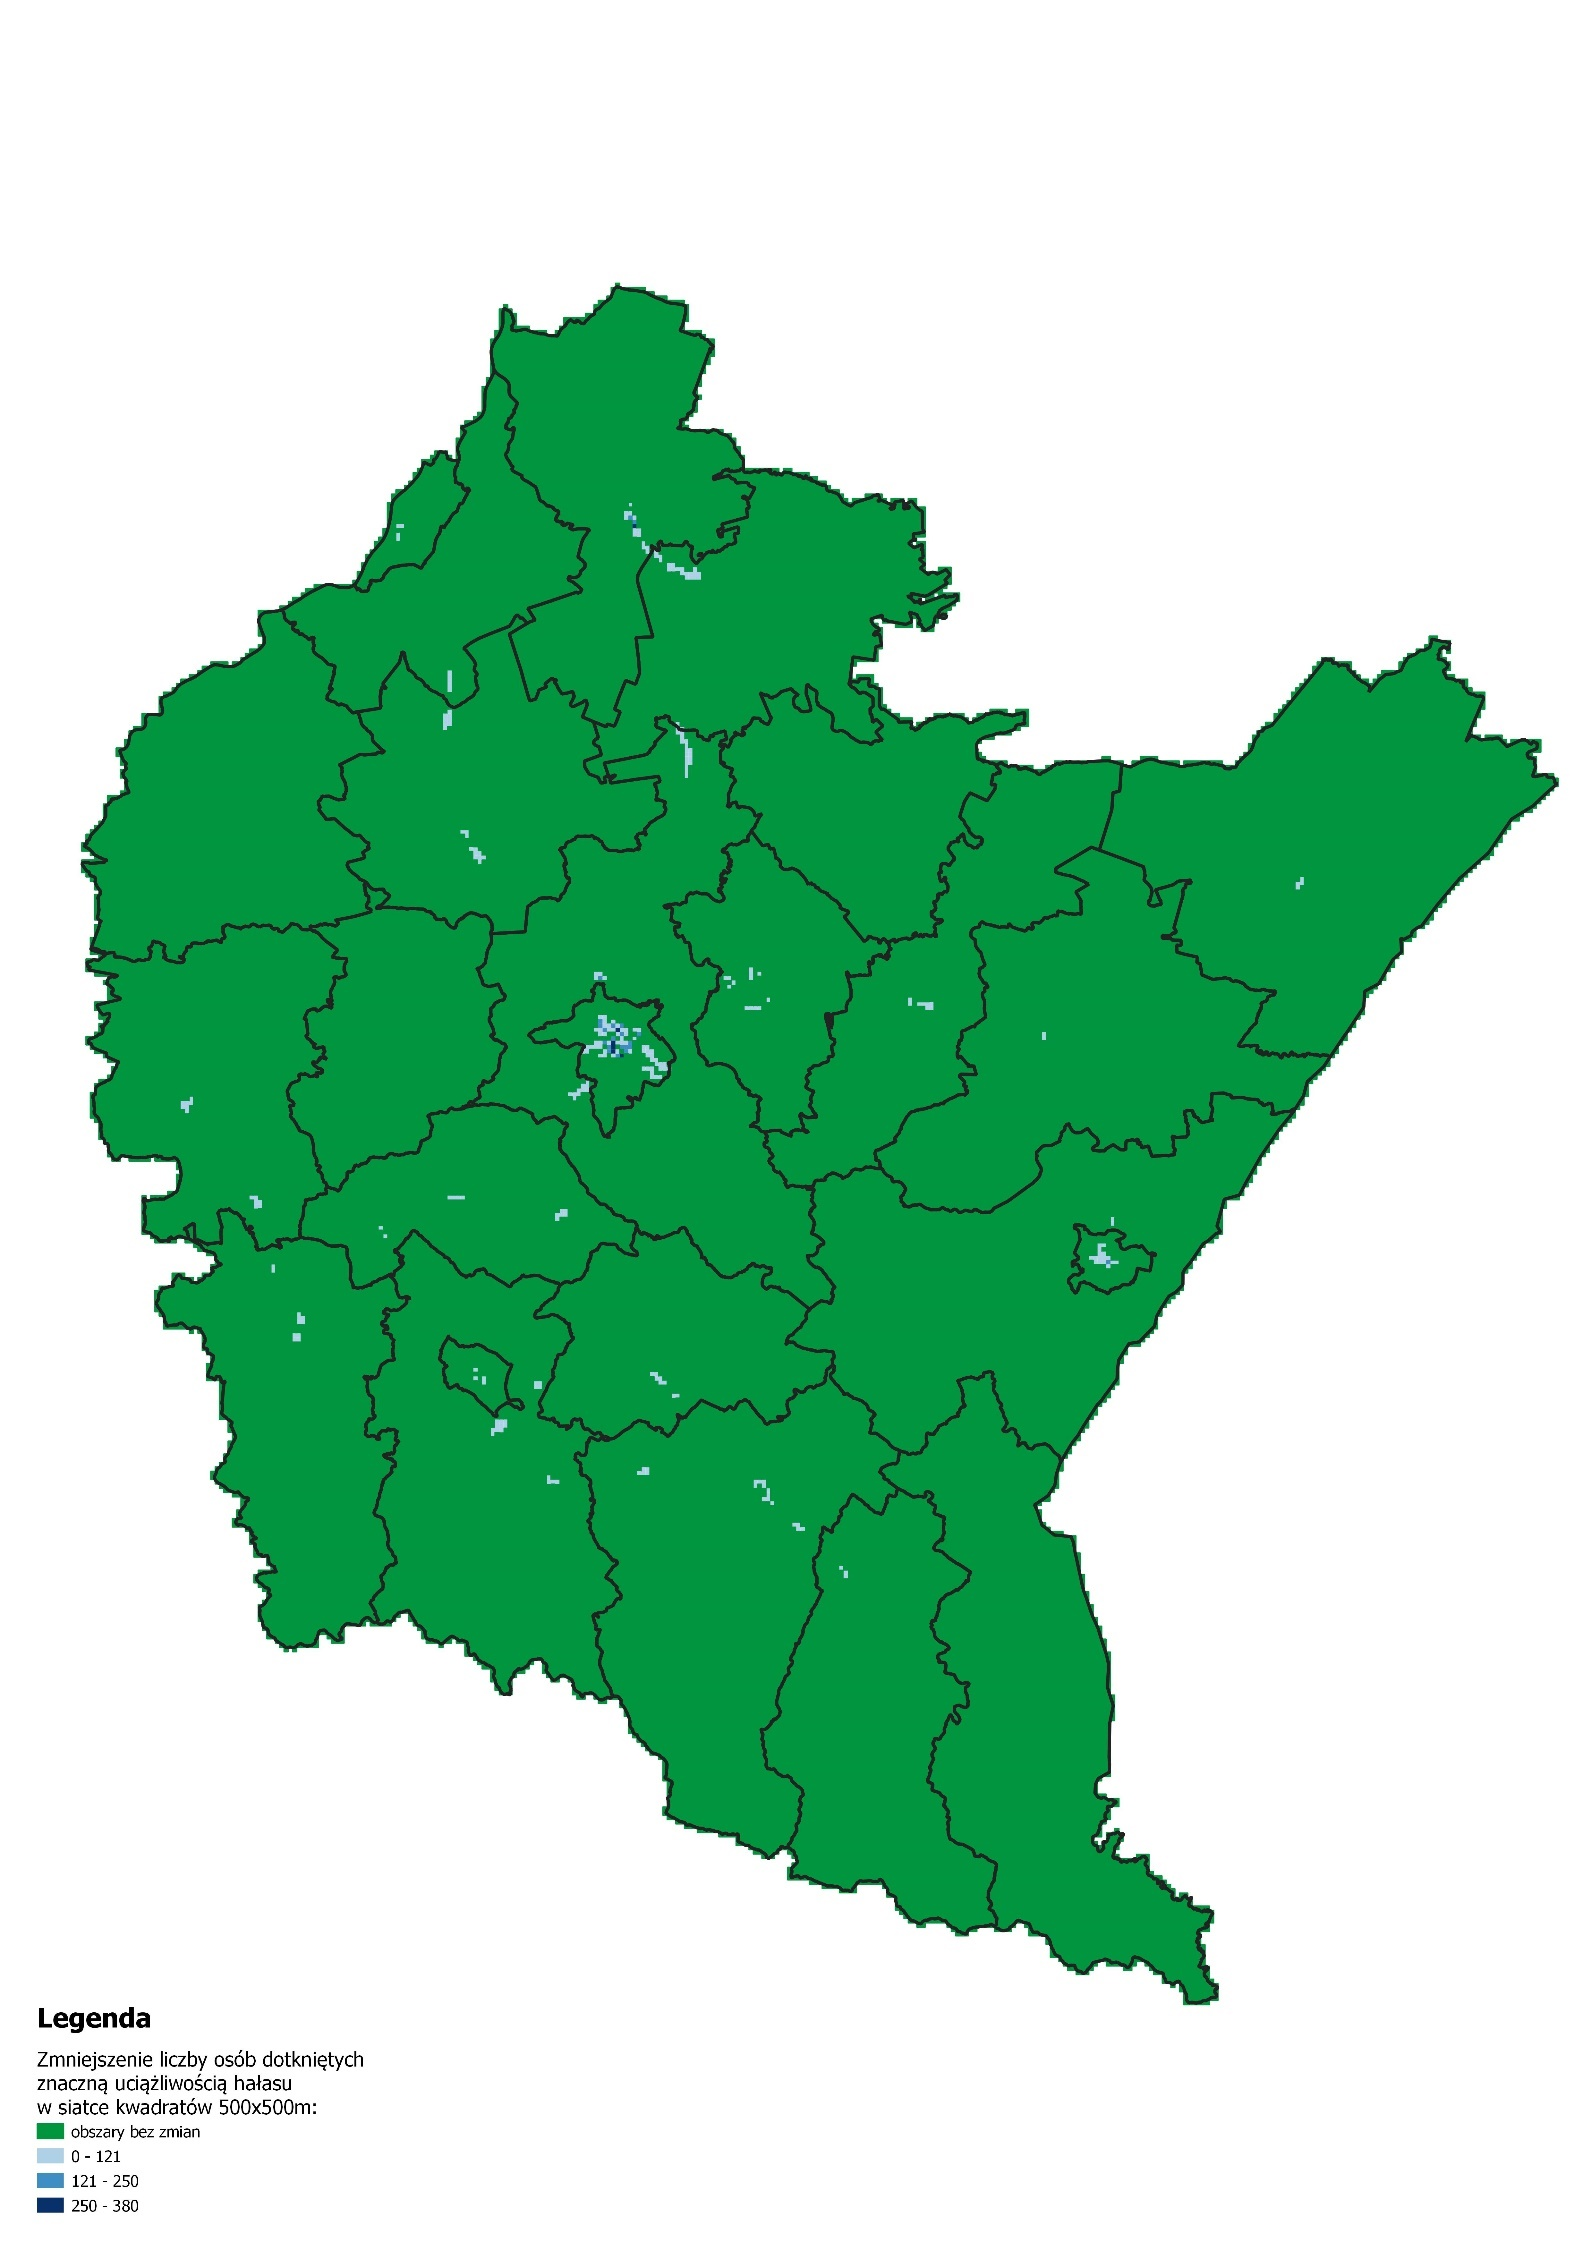 Legenda
Zmniejszenie liczby osób dotkniętych
znaczną uciążliwością hałasu
w siatce kwadratów 500x500m:
obszary bez zmian
0 - 121
121 - 250
250 - 380